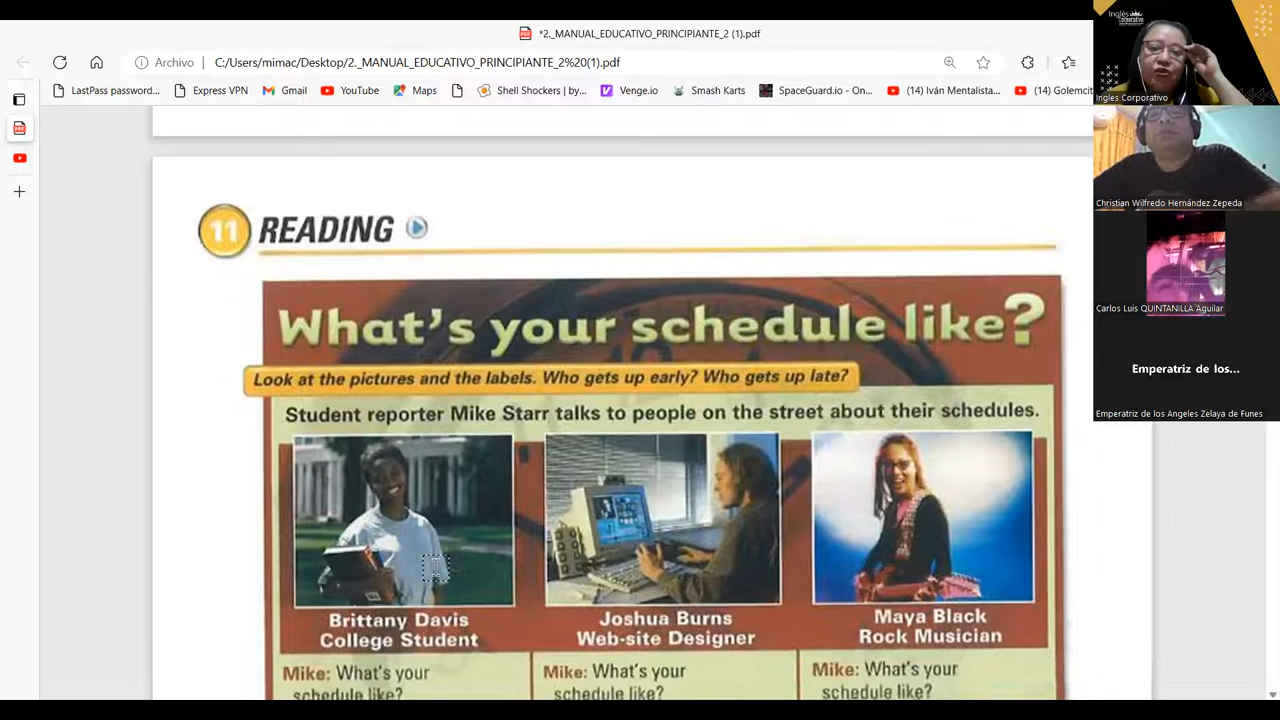 *2._MANUAL_EDUCATIVO_PRINCIPIANTE_2 (1).pdf
Archivo
C:/Users/mimac/Desktop/2._MANUAL_EDUCATIVO_PRINCIPIANTE_2%20(1).pdf
LastPass password...
Express VPN
Gmail
YouTube
Maps
Shell Shockers | by...
Venge.io
Smash Karts
SpaceGuard.io - On...
(14) Iván Mentalista...
(14) Golemcit
11 READING
What's your schedule like?
Look at the pictures and the labels. Who gets up early? Who gets up late?
Student reporter Mike Starr talks to people on the street about their schedules.
Brittany Davis
College Student
Joshua Burns
Web-site Designer
Maya Black
Rock Musician
Mike: What's your
schedule like?
Mike: What's your
schedule like?
Mike: What's your
schedule like?
Inglés
Corporativo
Ingles Corporativo
Christian Wilfredo Hernández Zepeda
Carlos Luis QUINTANILLA Aguilar
Emperatriz de los...
Emperatriz de los Angeles Zelaya de Funes